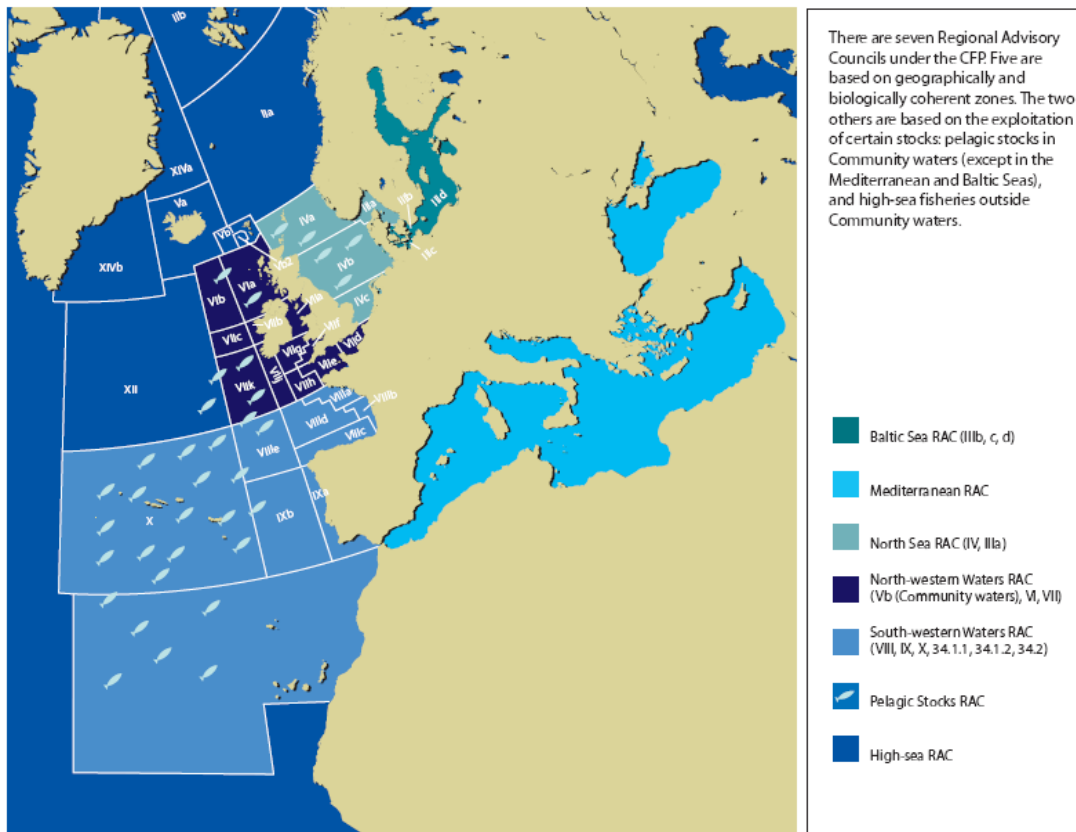 IIb
IIa
XIVa
Va
XIVb
Vb
Vb2
IVa
IIIa
IIIb
IIId
IIIc
IVb
IVc
VIb
VIa
VIIa
VIIb
VIIf
VIIc
VIIg
VIId
VIIj
VIIe
VIIk
VIIh
XII
VIIIa
VIIIb
VIIId
VIIIc
VIIIe
IXa
X
IXb
There are seven Regional Advisory
Councils under the CFP. Five are
based on geographically and
biologically coherent zones. The two
others are based on the exploitation
of certain stocks: pelagic stocks in
Community waters (except in the
Mediterranean and Baltic Seas),
and high-sea fisheries outside
Community waters.
Baltic Sea RAC (IIIb, c, d)
Mediterranean RAC
North Sea RAC (IV, IIIa)
North-western Waters RAC
(Vb (Community waters), VI, VII)
South-western Waters RAC
(VIII, IX, X, 34.1.1, 34.1.2, 34.2)
Pelagic Stocks RAC
High-sea RAC